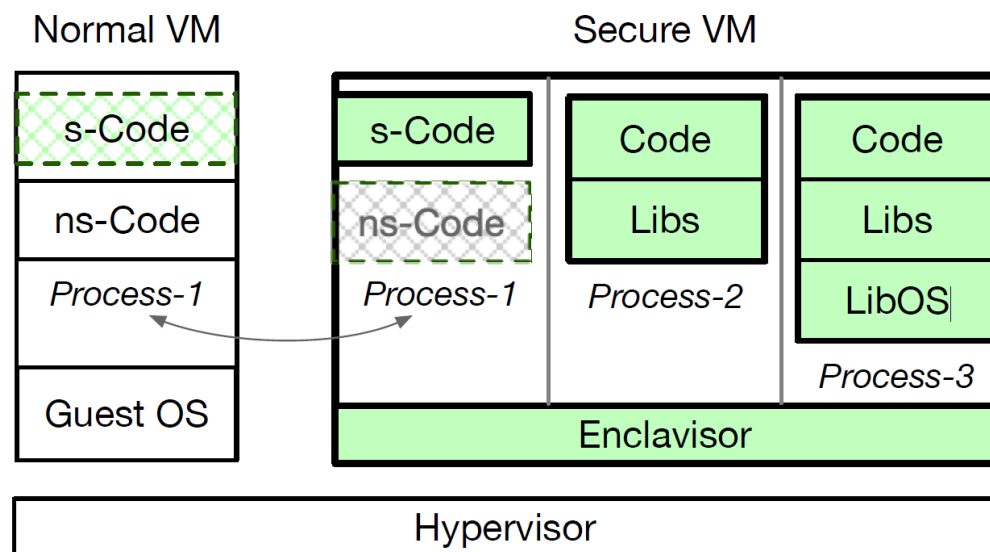 Normal VM
Secure VM
s-Code
ns-Code
Process-1
Guest OS
s-Code
ns-Code
Process-1
Code
Libs
Process-2
Code
Libs
LibOS
Process-3
Enclavisor
Hypervisor